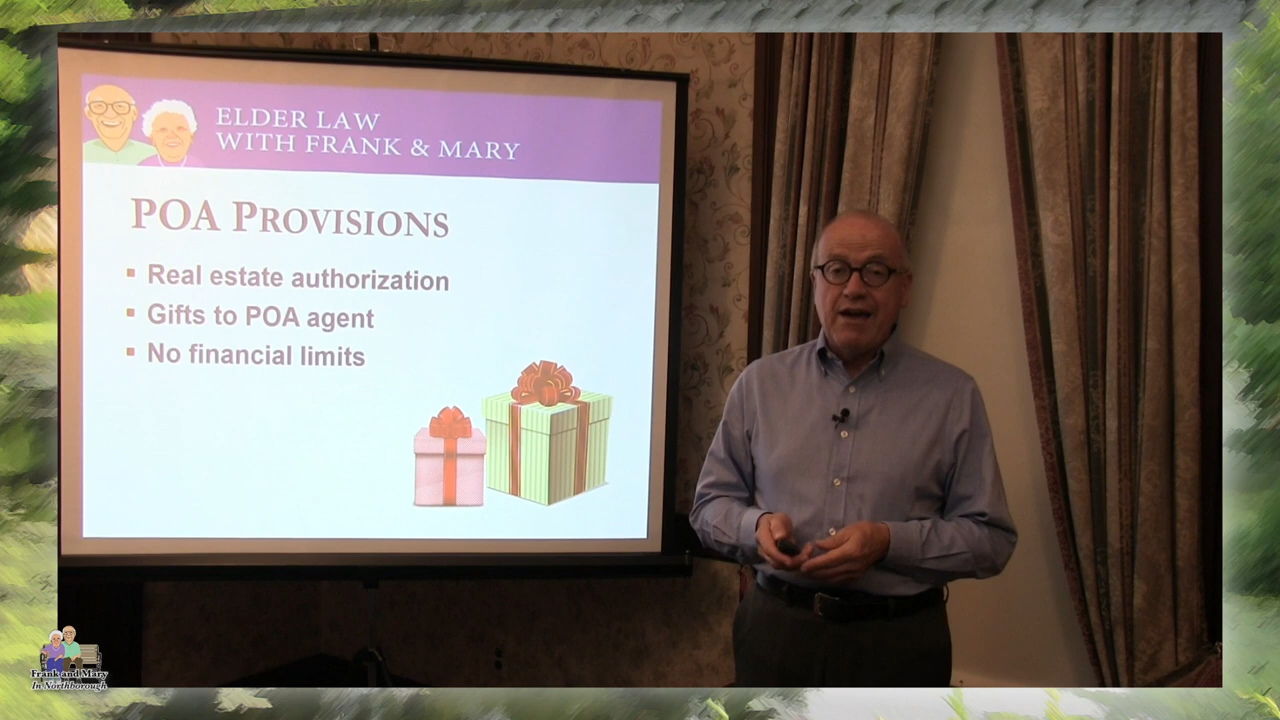 ELDER LAW
WITH FRANK & MARY
POA PROVISIONS
Real estate authorization
Gifts to POA agent
No financial limits
Frank and Mary
In Northborough